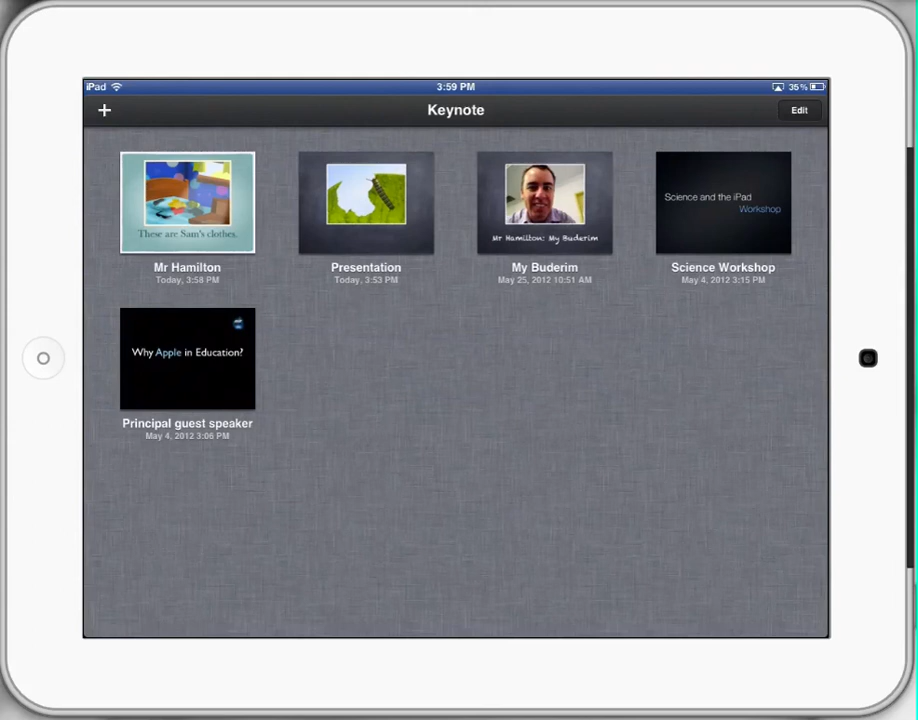 iPad 3:59 PM 35%
+ Keynote Edit
These are Sam's clothes.
Mr Hamilton: My Buderim
Science and the iPad
Workshop
Mr Hamilton
Today, 3:58 PM
Presentation
Today, 3:53 PM
My Buderim
May 25, 2012 10:51 AM
Science Workshop
May 4, 2012 3:15 PM
Why Apple in Education?
Principal guest speaker
May 4, 2012 3:06 PM